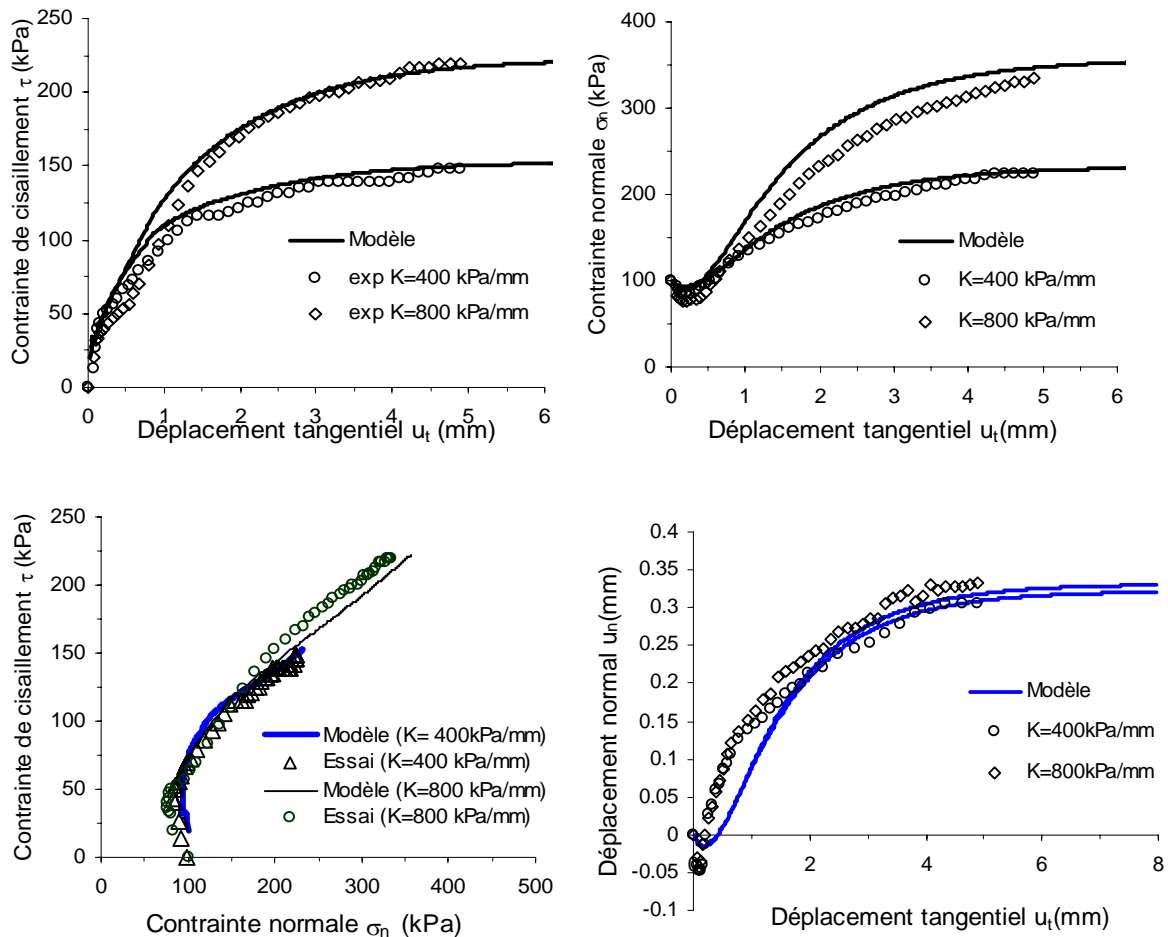 Contrainte de cisaillement τ (kPa)
250
200
150
100
50
0
0 1 2 3 4 5 6
Déplacement tangentiel ut (mm)
Modèle
exp K=400 kPa/mm
exp K=800 kPa/mm
Contrainte normale σn (kPa)
400
300
200
100
0
0 1 2 3 4 5 6
Déplacement tangentiel ut(mm)
Modèle
K=400 kPa/mm
K=800 kPa/mm
Contrainte de cisaillement τ (kPa)
250
200
150
100
50
0
0 100 200 300 400 500
Contrainte normale σn (kPa)
Modèle (K= 400kPa/mm)
Essai (K=400 kPa/mm)
Modèle (K=800 kPa/mm)
Essai (K=800 kPa/mm)
Déplacement normal un(mm)
0.4
0.3
0.2
0.15
0.1
0.05
0
-0.05
-0.1
0 2 4 6 8
Déplacement tangentiel ut(mm)
Modèle
K=400kPa/mm
K=800kPa/mm